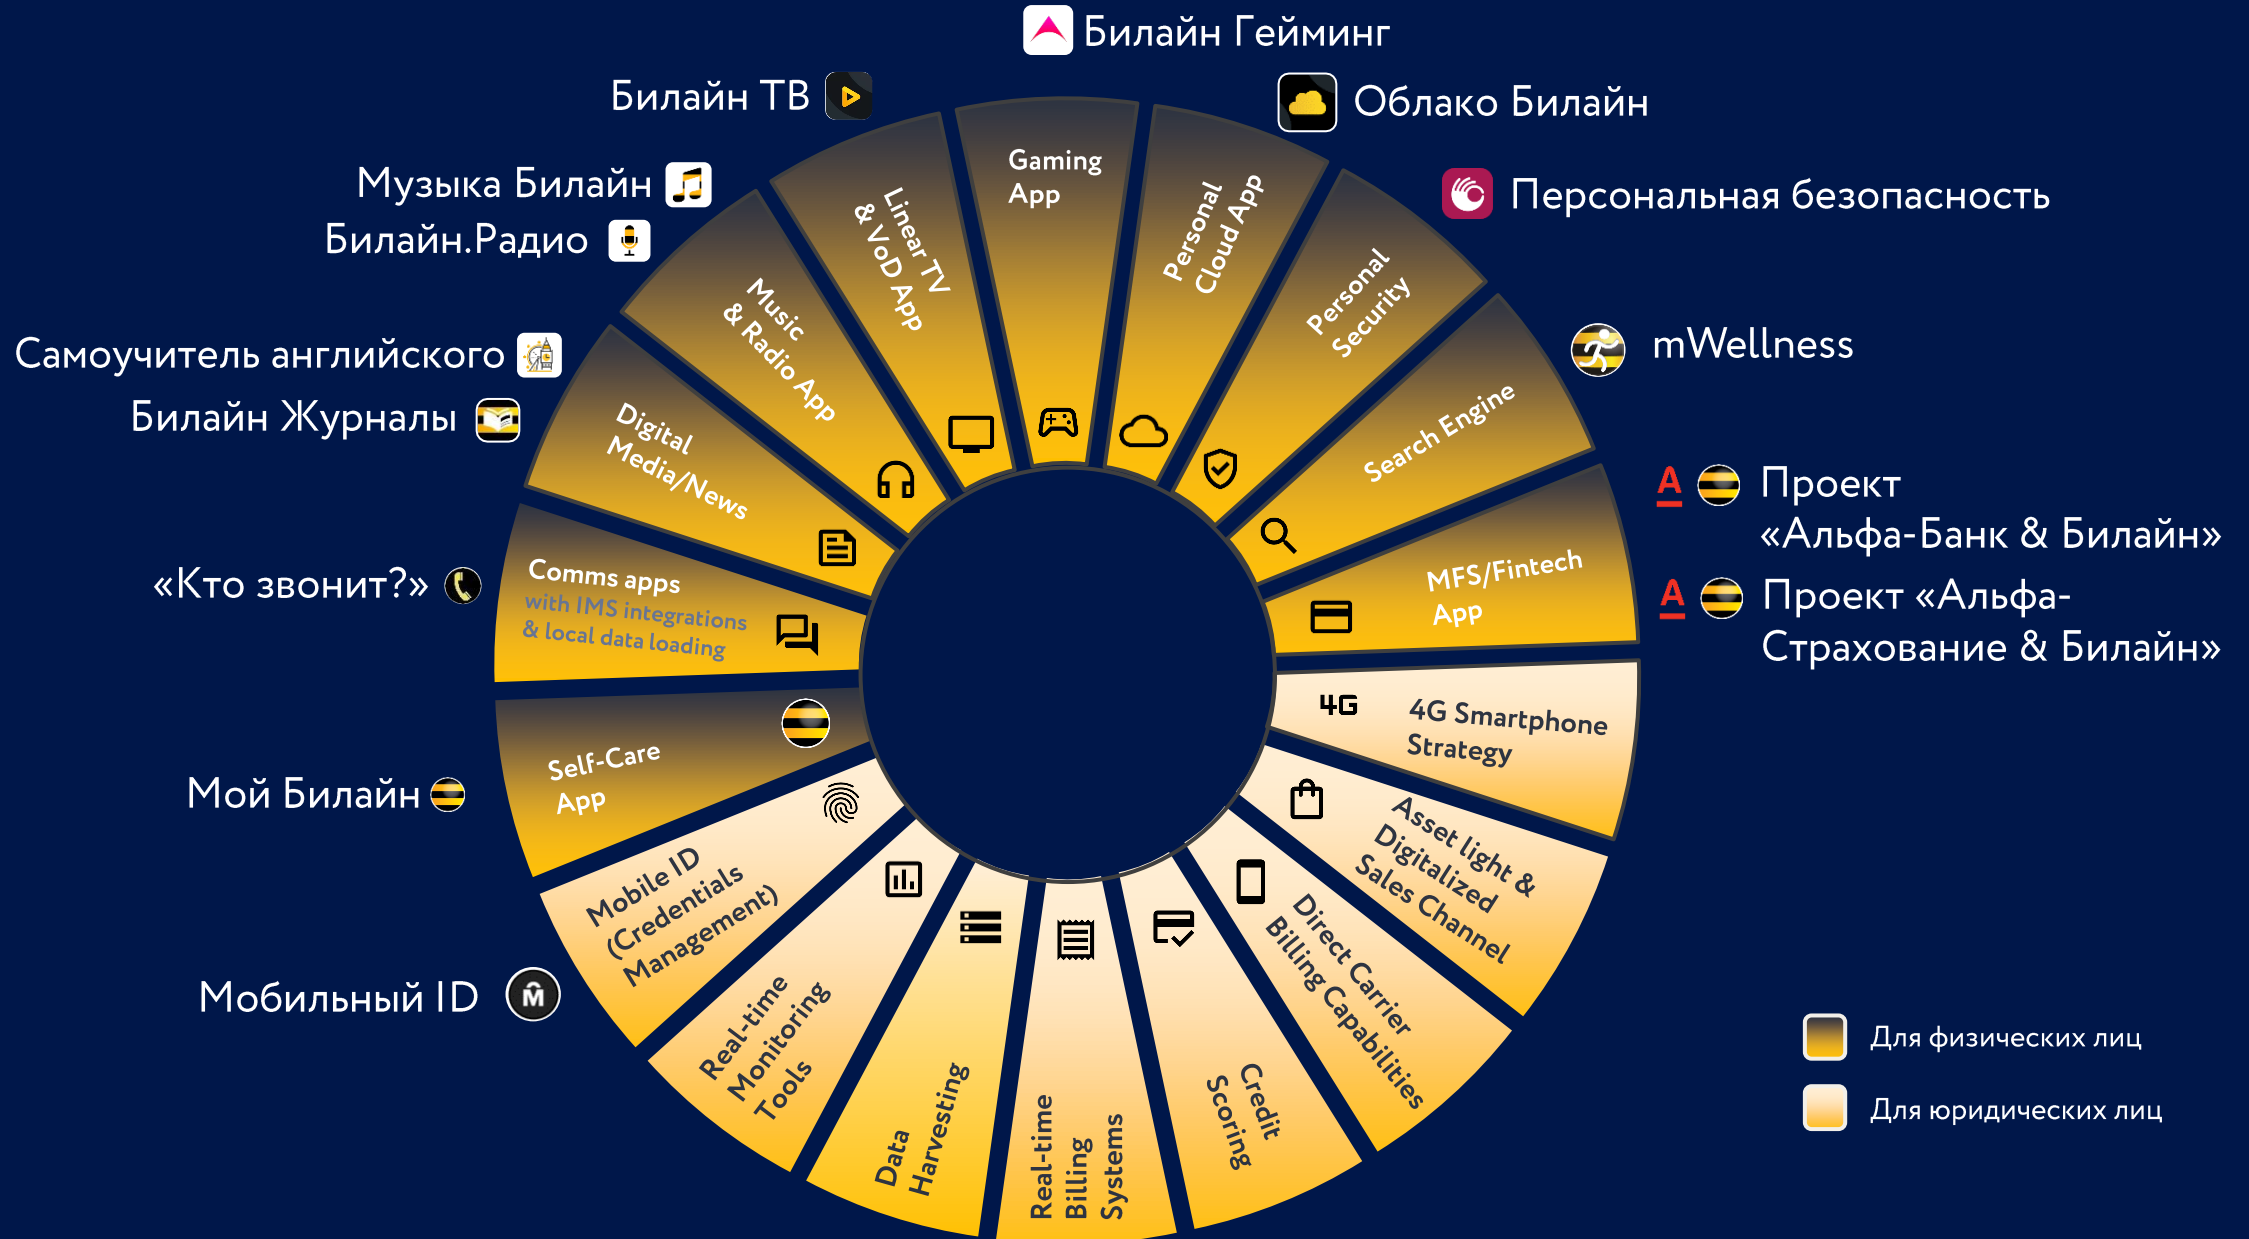 Билайн Гейминг
Билайн ТВ
Облако Билайн
Музыка Билайн
Персональная безопасность
Билайн.Радио
mWellness
Самоучитель английского
Билайн Журналы
А
Проект
«Альфа-Банк & Билайн»
«Кто звонит?»
А
Проект «Альфа-
Страхование & Билайн»
Мой Билайн
Мобильный ID
M
Gaming
App
Personal
Cloud App
Personal
Security
Search Engine
MFS/Fintech
App
4G
4G Smartphone
Strategy
Asset light &
Digitalized
Sales Channel
Direct Carrier
Billing Capabilities
Credit
Scoring
Real-time
Billing
Systems
Data
Harvesting
Real-time
Monitoring
Tools
Mobile ID
(Credentials
Management)
Self-Care
App
Comms apps
with IMS integrations
& local data loading
Digital
Media/News
Music
& Radio App
Linear TV
& VoD App
Для физических лиц
Для юридических лиц